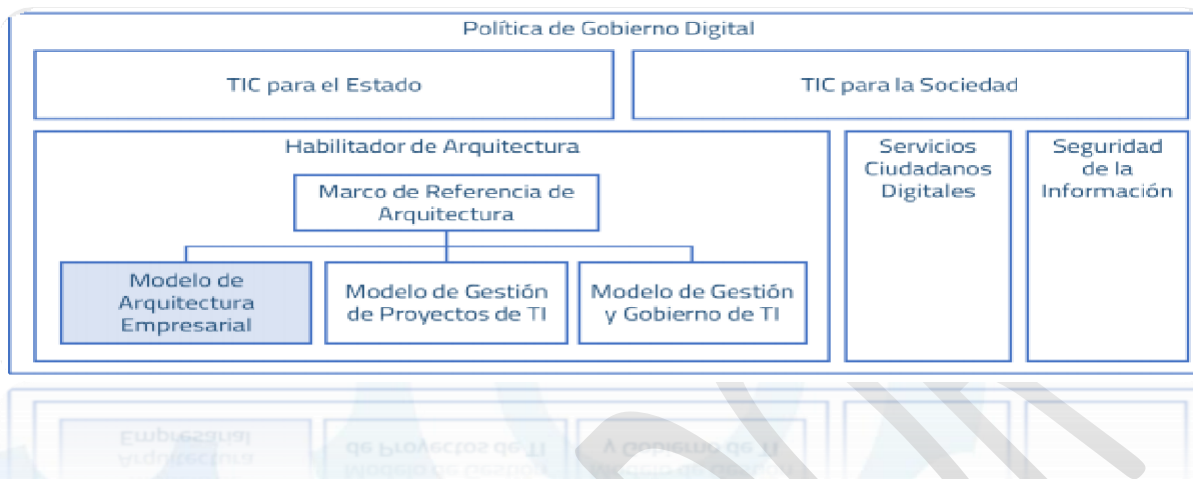 Política de Gobierno Digital
TIC para el Estado
TIC para la Sociedad
Habilitador de Arquitectura
Marco de Referencia de
Arquitectura
Modelo de
Arquitectura
Empresarial
Modelo de Gestión
de Proyectos de TI
Modelo de Gestión
y Gobierno de TI
Servicios
Ciudadanos
Digitales
Seguridad
de la
Información